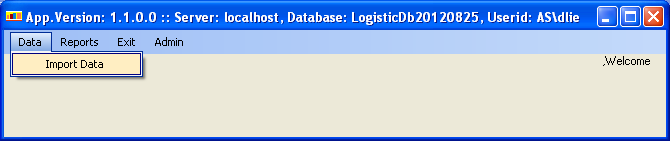 App.Version: 1.1.0.0 :: Server: localhost, Database: LogisticDb20120825, Userid: AS\dlie
Data Reports Exit Admin
,Welcome
Import Data